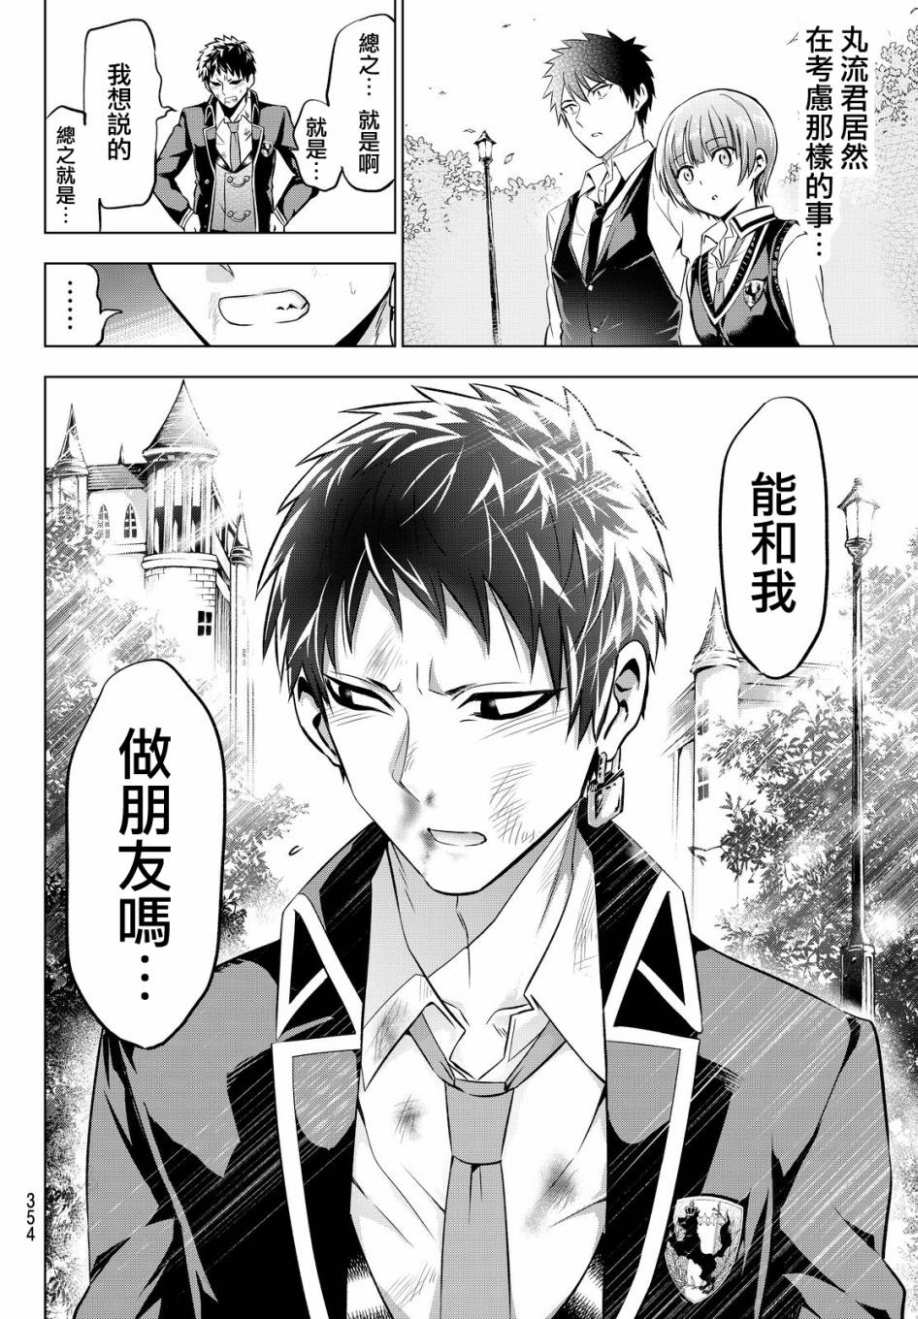 丸流君居然
在考慮那樣的事…
總之… 就是啊
就是…
我想説的
總之就是…
……
能和我
做朋友嗎…
354